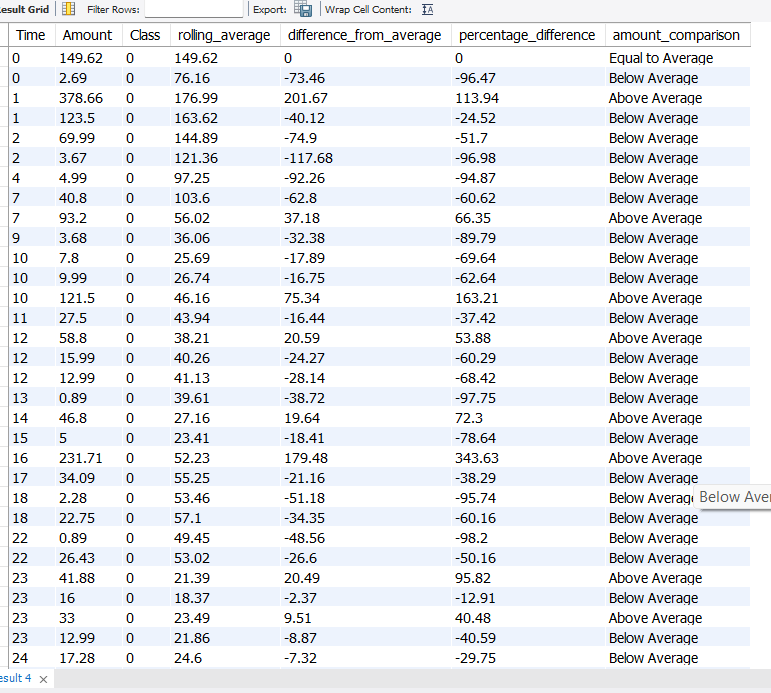 esult Grid Filter Rows: Export: Wrap Cell Content:
Time Amount Class rolling_average difference_from_average percentage_difference amount_comparison
0 149.62 0 149.62 0 0 Equal to Average
0 2.69 0 76.16 -73.46 -96.47 Below Average
1 378.66 0 176.99 201.67 113.94 Above Average
1 123.5 0 163.62 -40.12 -24.52 Below Average
2 69.99 0 144.89 -74.9 -51.7 Below Average
2 3.67 0 121.36 -117.68 -96.98 Below Average
4 4.99 0 97.25 -92.26 -94.87 Below Average
7 40.8 0 103.6 -62.8 -60.62 Below Average
7 93.2 0 56.02 37.18 66.35 Above Average
9 3.68 0 36.06 -32.38 -89.79 Below Average
10 7.8 0 25.69 -17.89 -69.64 Below Average
10 9.99 0 26.74 -16.75 -62.64 Below Average
10 121.5 0 46.16 75.34 163.21 Above Average
11 27.5 0 43.94 -16.44 -37.42 Below Average
12 58.8 0 38.21 20.59 53.88 Above Average
12 15.99 0 40.26 -24.27 -60.29 Below Average
12 12.99 0 41.13 -28.14 -68.42 Below Average
13 0.89 0 39.61 -38.72 -97.75 Below Average
14 46.8 0 27.16 19.64 72.3 Above Average
15 5 0 23.41 -18.41 -78.64 Below Average
16 231.71 0 52.23 179.48 343.63 Above Average
17 34.09 0 55.25 -21.16 -38.29 Below Average
18 2.28 0 53.46 -51.18 -95.74 Below Average Below Aver
18 22.75 0 57.1 -34.35 -60.16 Below Average
22 0.89 0 49.45 -48.56 -98.2 Below Average
22 26.43 0 53.02 -26.6 -50.16 Below Average
23 41.88 0 21.39 20.49 95.82 Above Average
23 16 0 18.37 -2.37 -12.91 Below Average
23 33 0 23.49 9.51 40.48 Above Average
23 12.99 0 21.86 -8.87 -40.59 Below Average
24 17.28 0 24.6 -7.32 -29.75 Below Average
esult 4